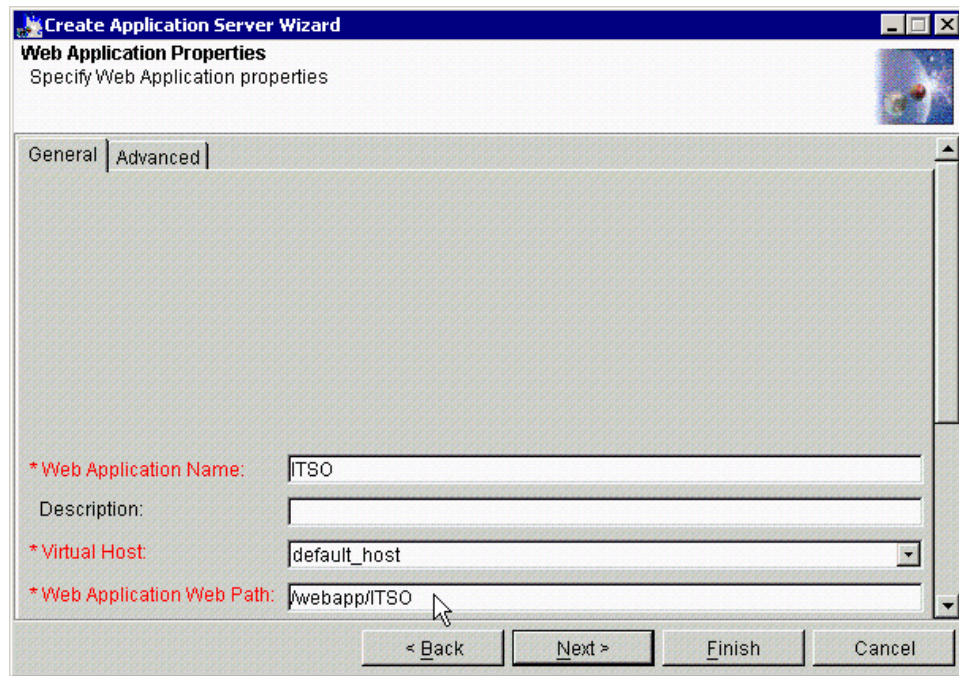 Create Application Server Wizard
Web Application Properties
Specify Web Application properties
General Advanced
*Web Application Name: ITSO
Description:
*Virtual Host: default_host
*Web Application Web Path: /webapp/ITSO
< Back Next > Finish Cancel